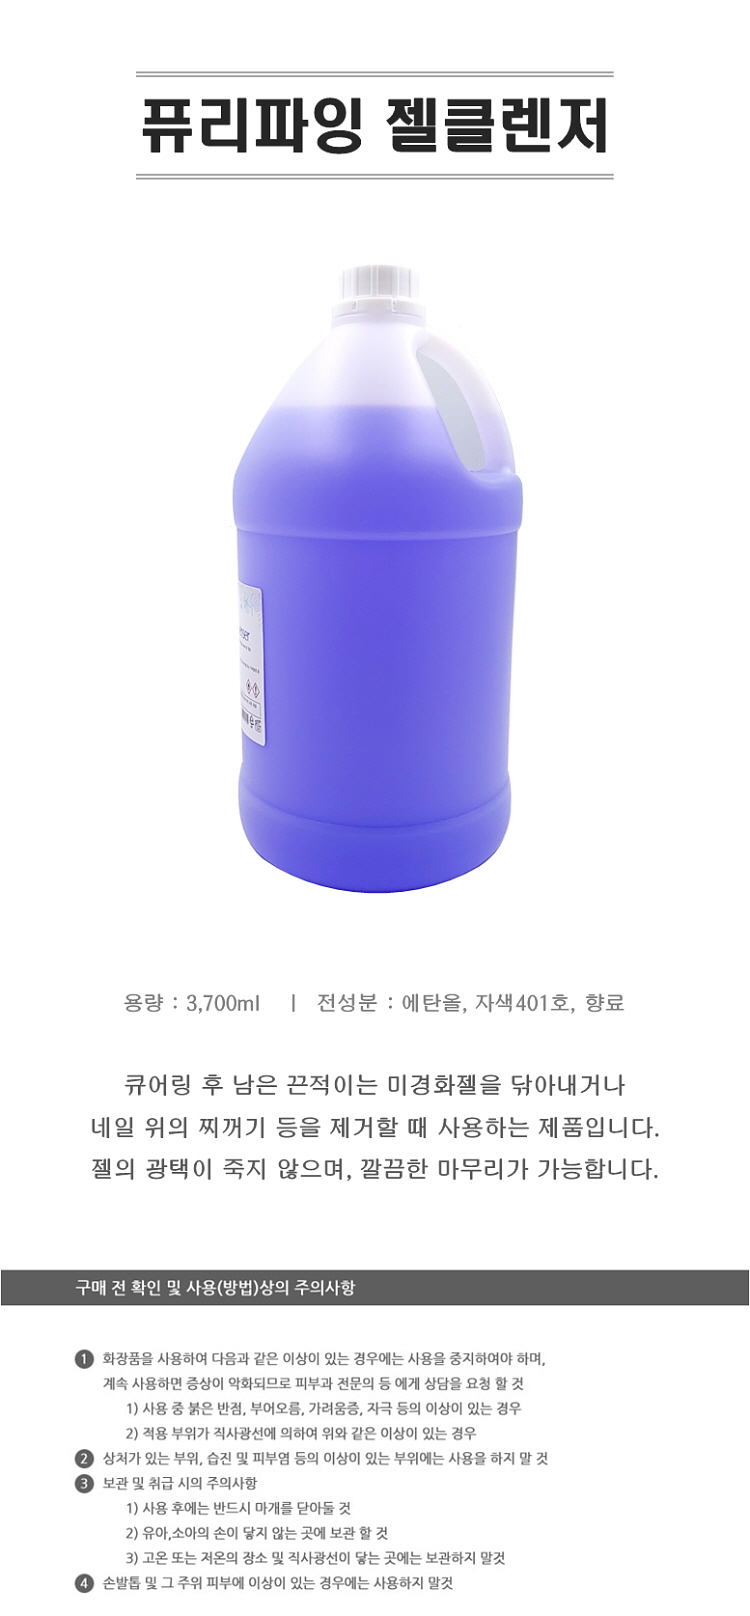 퓨리파잉 젤클렌저
용량 : 3,700ml ㅣ 전성분 : 에탄올, 자색401호, 향료
큐어링 후 남은 끈적이는 미경화젤을 닦아내거나
네일 위의 찌꺼기 등을 제거할 때 사용하는 제품입니다.
젤의 광택이 죽지 않으며, 깔끔한 마무리가 가능합니다.
구매 전 확인 및 사용(방법)상의 주의사항
1 화장품을 사용하여 다음과 같은 이상이 있는 경우에는 사용을 중지하여야 하며,
계속 사용하면 증상이 악화되므로 피부과 전문의 등 에게 상담을 요청 할 것
1) 사용 중 붉은 반점, 부어오름, 가려움증, 자극 등의 이상이 있는 경우
2) 적용 부위가 직사광선에 의하여 위와 같은 이상이 있는 경우
2 상처가 있는 부위, 습진 및 피부염 등의 이상이 있는 부위에는 사용을 하지 말 것
3 보관 및 취급 시의 주의사항
1) 사용 후에는 반드시 마개를 닫아둘 것
2) 유아,소아의 손이 닿지 않는 곳에 보관 할 것
3) 고온 또는 저온의 장소 및 직사광선이 닿는 곳에는 보관하지 말것
4 손발톱 및 그 주위 피부에 이상이 있는 경우에는 사용하지 말것